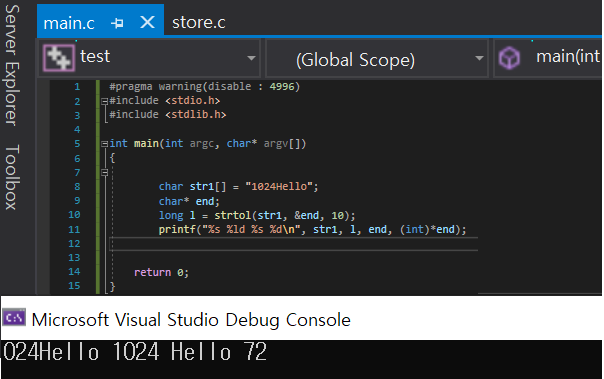 Server Explorer
Toolbox
main.c store.c
test (Global Scope) main(int
1 #pragma warning(disable : 4996)
2 #include <stdio.h>
3 #include <stdlib.h>
4
5 int main(int argc, char* argv[])
6 {
7
8 char str1[] = "1024Hello";
9 char* end;
10 long l = strtol(str1, &end, 10);
11 printf("%s %ld %s %d\n", str1, l, end, (int)*end);
12
13
14 return 0;
15 }
C:\ Microsoft Visual Studio Debug Console
024Hello 1024 Hello 72